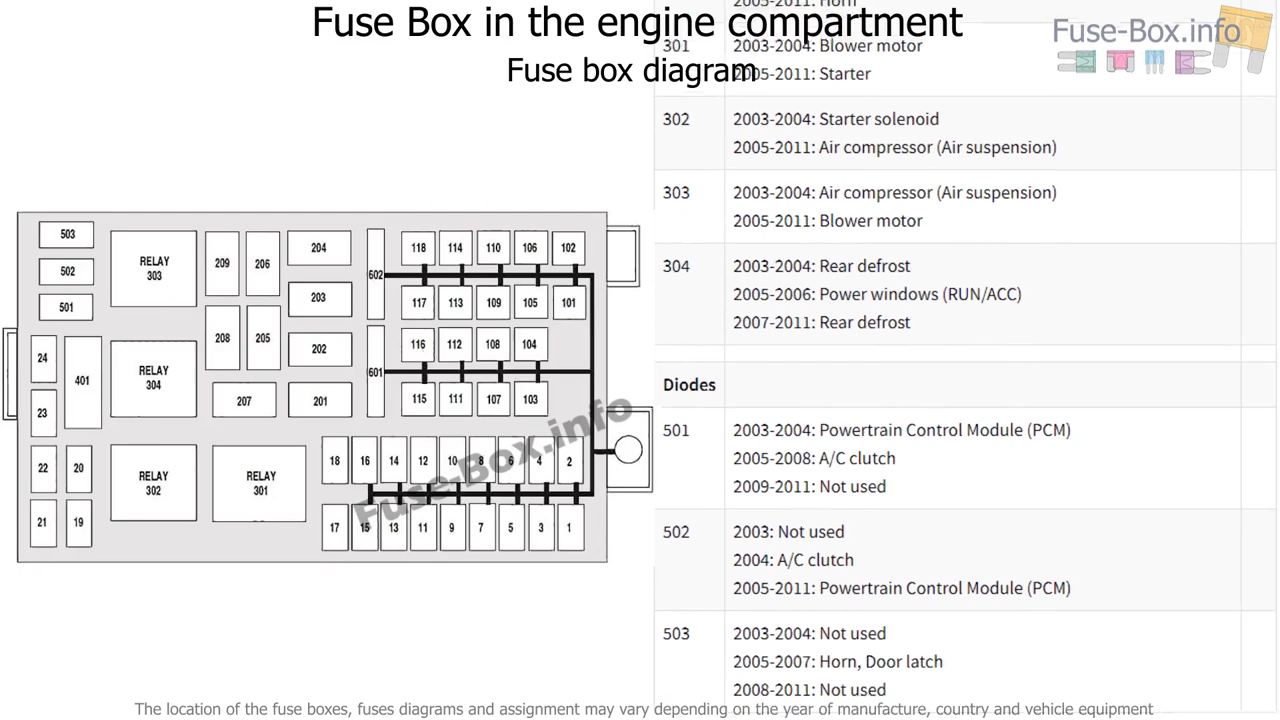 Fuse Box in the engine compartment
Fuse box diagram
Fuse-Box.info
2005-2011: Horn
301
2003-2004: Blower motor
2005-2011: Starter
302
2003-2004: Starter solenoid
2005-2011: Air compressor (Air suspension)
303
2003-2004: Air compressor (Air suspension)
2005-2011: Blower motor
304
2003-2004: Rear defrost
2005-2006: Power windows (RUN/ACC)
2007-2011: Rear defrost
Diodes
501
2003-2004: Powertrain Control Module (PCM)
2005-2008: A/C clutch
2009-2011: Not used
502
2003: Not used
2004: A/C clutch
2005-2011: Powertrain Control Module (PCM)
503
2003-2004: Not used
2005-2007: Horn, Door latch
2008-2011: Not used
503
502
501
RELAY
303
209
206
204
203
602
118
114
110
106
102
117
113
109
105
101
24
401
RELAY
304
208
205
202
601
116
112
108
104
23
207
201
115
111
107
103
22
20
RELAY
302
RELAY
301
18
16
14
12
10
8
6
4
2
21
19
17
15
13
11
9
7
5
3
1
Fuse-Box.info
The location of the fuse boxes, fuses diagrams and assignment may vary depending on the year of manufacture, country and vehicle equipment